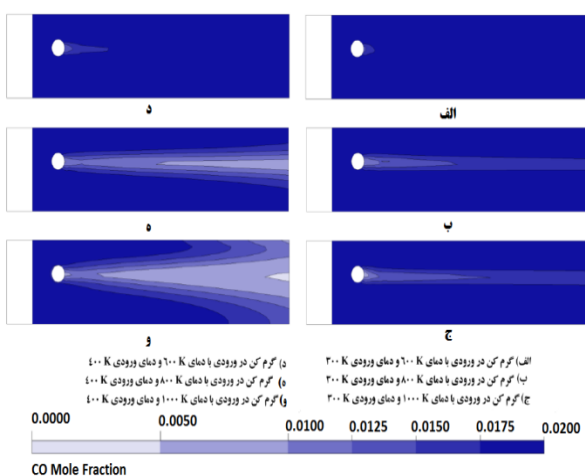 د
الف
ه
ب
و
ج
الف) گرم کن در ورودی با دمای ۶۰۰ K و دمای ورودی ۳۰۰ K
ب) گرم کن در ورودی با دمای ۸۰۰ K و دمای ورودی ۳۰۰ K
ج) گرم کن در ورودی با دمای ۱۰۰۰ K و دمای ورودی ۳۰۰ K
د) گرم کن در ورودی با دمای ۶۰۰ K و دمای ورودی ۴۰۰ K
ه) گرم کن در ورودی با دمای ۸۰۰ K و دمای ورودی ۴۰۰ K
و) گرم کن در ورودی با دمای ۱۰۰۰ K و دمای ورودی ۴۰۰ K
0.0000 0.0050 0.0100 0.0125 0.0150 0.0175 0.0200
CO Mole Fraction